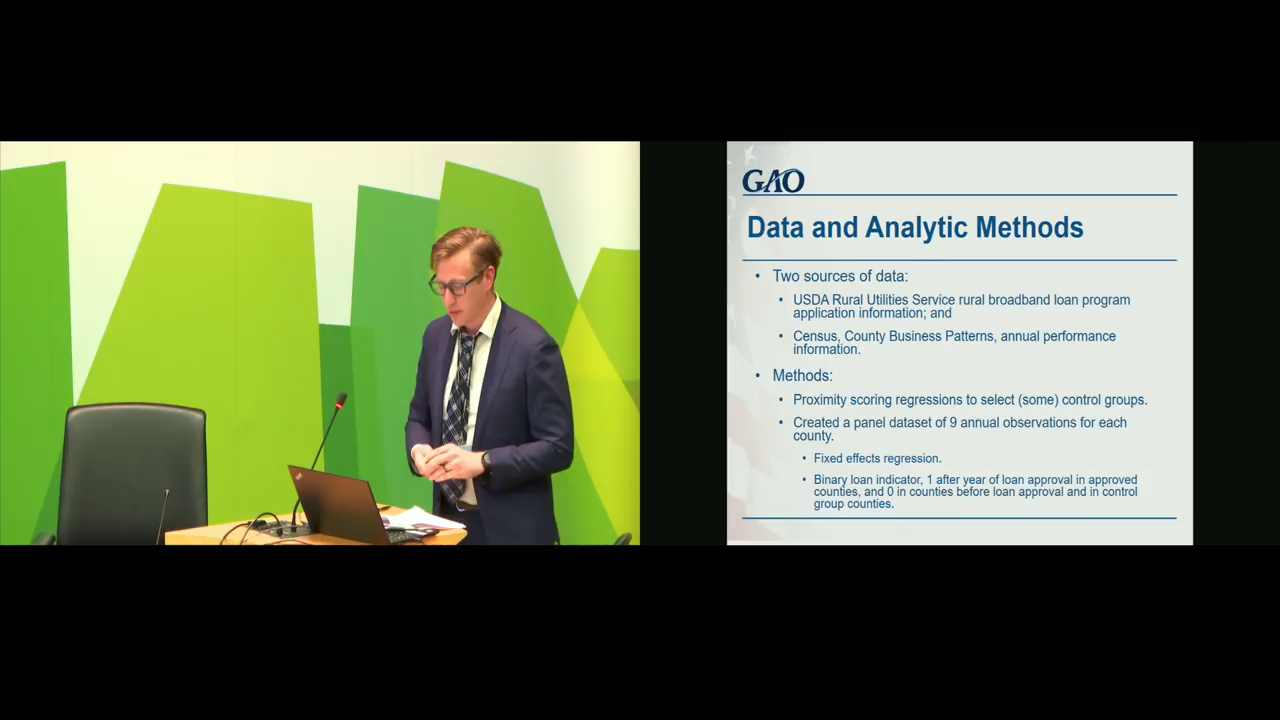 GAO
Data and Analytic Methods
• Two sources of data:
• USDA Rural Utilities Service rural broadband loan program
application information; and
• Census, County Business Patterns, annual performance
information.
• Methods:
• Proximity scoring regressions to select (some) control groups.
• Created a panel dataset of 9 annual observations for each
county.
• Fixed effects regression.
• Binary loan indicator, 1 after year of loan approval in approved
counties, and 0 in counties before loan approval and in control
group counties.